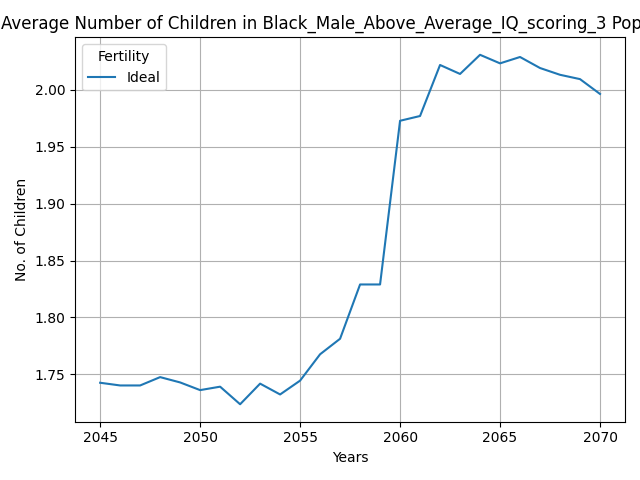 Average Number of Children in Black_Male_Above_Average_IQ_scoring_3 Pop
Fertility
Ideal
No. of Children
2.00
1.95
1.90
1.85
1.80
1.75
2045 2050 2055 2060 2065 2070
Years